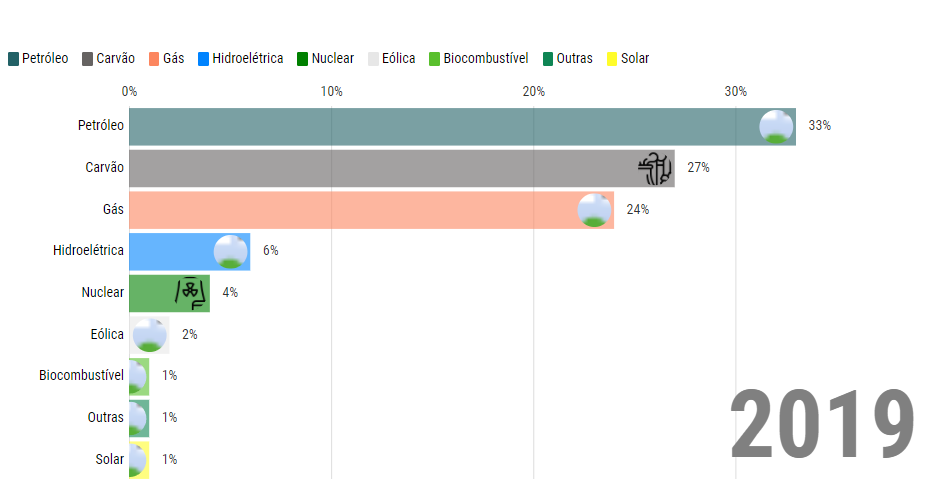 Petróleo Carvão Gás Hidroelétrica Nuclear Eólica Biocombustível Outras Solar
0% 10% 20% 30%
Petróleo 33%
Carvão 27%
Gás 24%
Hidroelétrica 6%
Nuclear 4%
Eólica 2%
Biocombustível 1%
Outras 1%
Solar 1%
2019